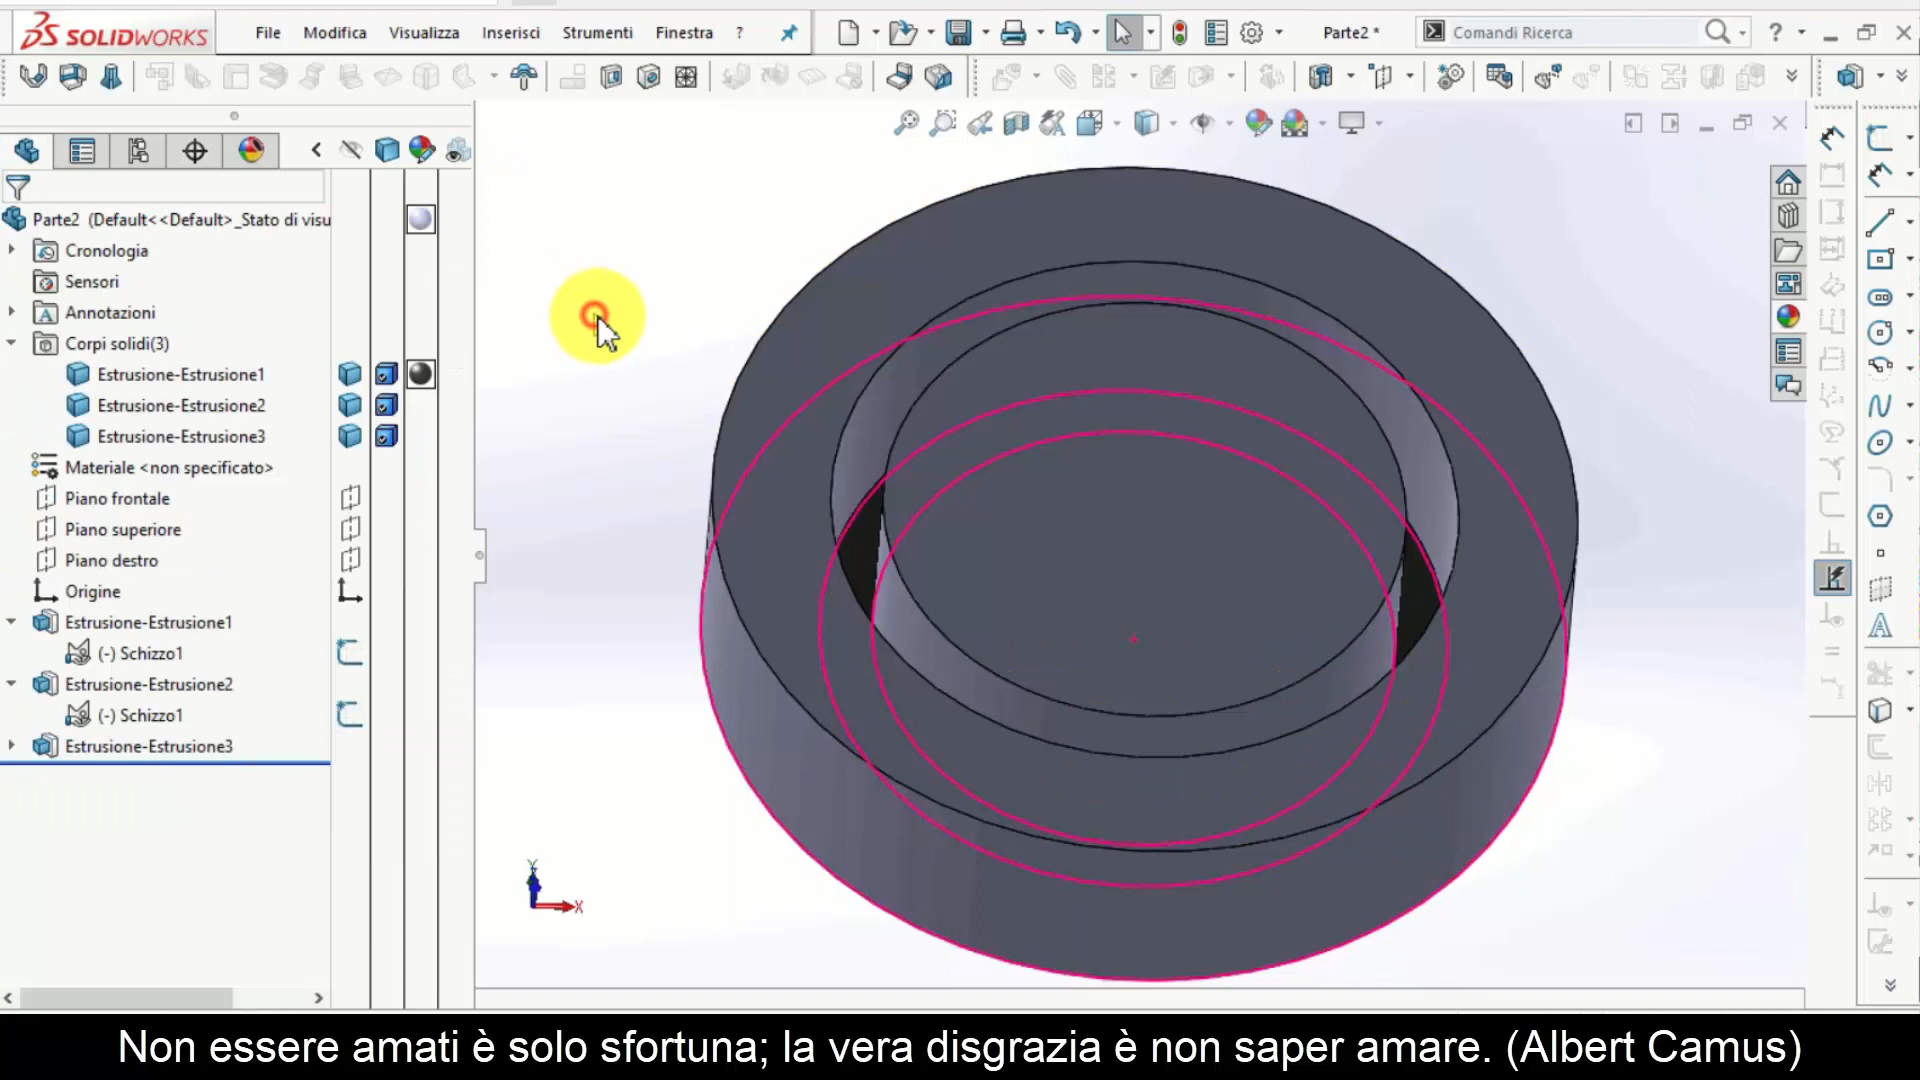 SOLIDWORKS
File Modifica Visualizza Inserisci Strumenti Finestra ?
Parte2 *
Comandi Ricerca
?
Parte2 (Default<<Default>_Stato di visu
Cronologia
Sensori
Annotazioni
Corpi solidi(3)
Estrusione-Estrusione1
Estrusione-Estrusione2
Estrusione-Estrusione3
Materiale <non specificato>
Piano frontale
Piano superiore
Piano destro
Origine
Estrusione-Estrusione1
(-) Schizzo1
Estrusione-Estrusione2
(-) Schizzo1
Estrusione-Estrusione3
Y
X
Non essere amati è solo sfortuna; la vera disgrazia è non saper amare. (Albert Camus)